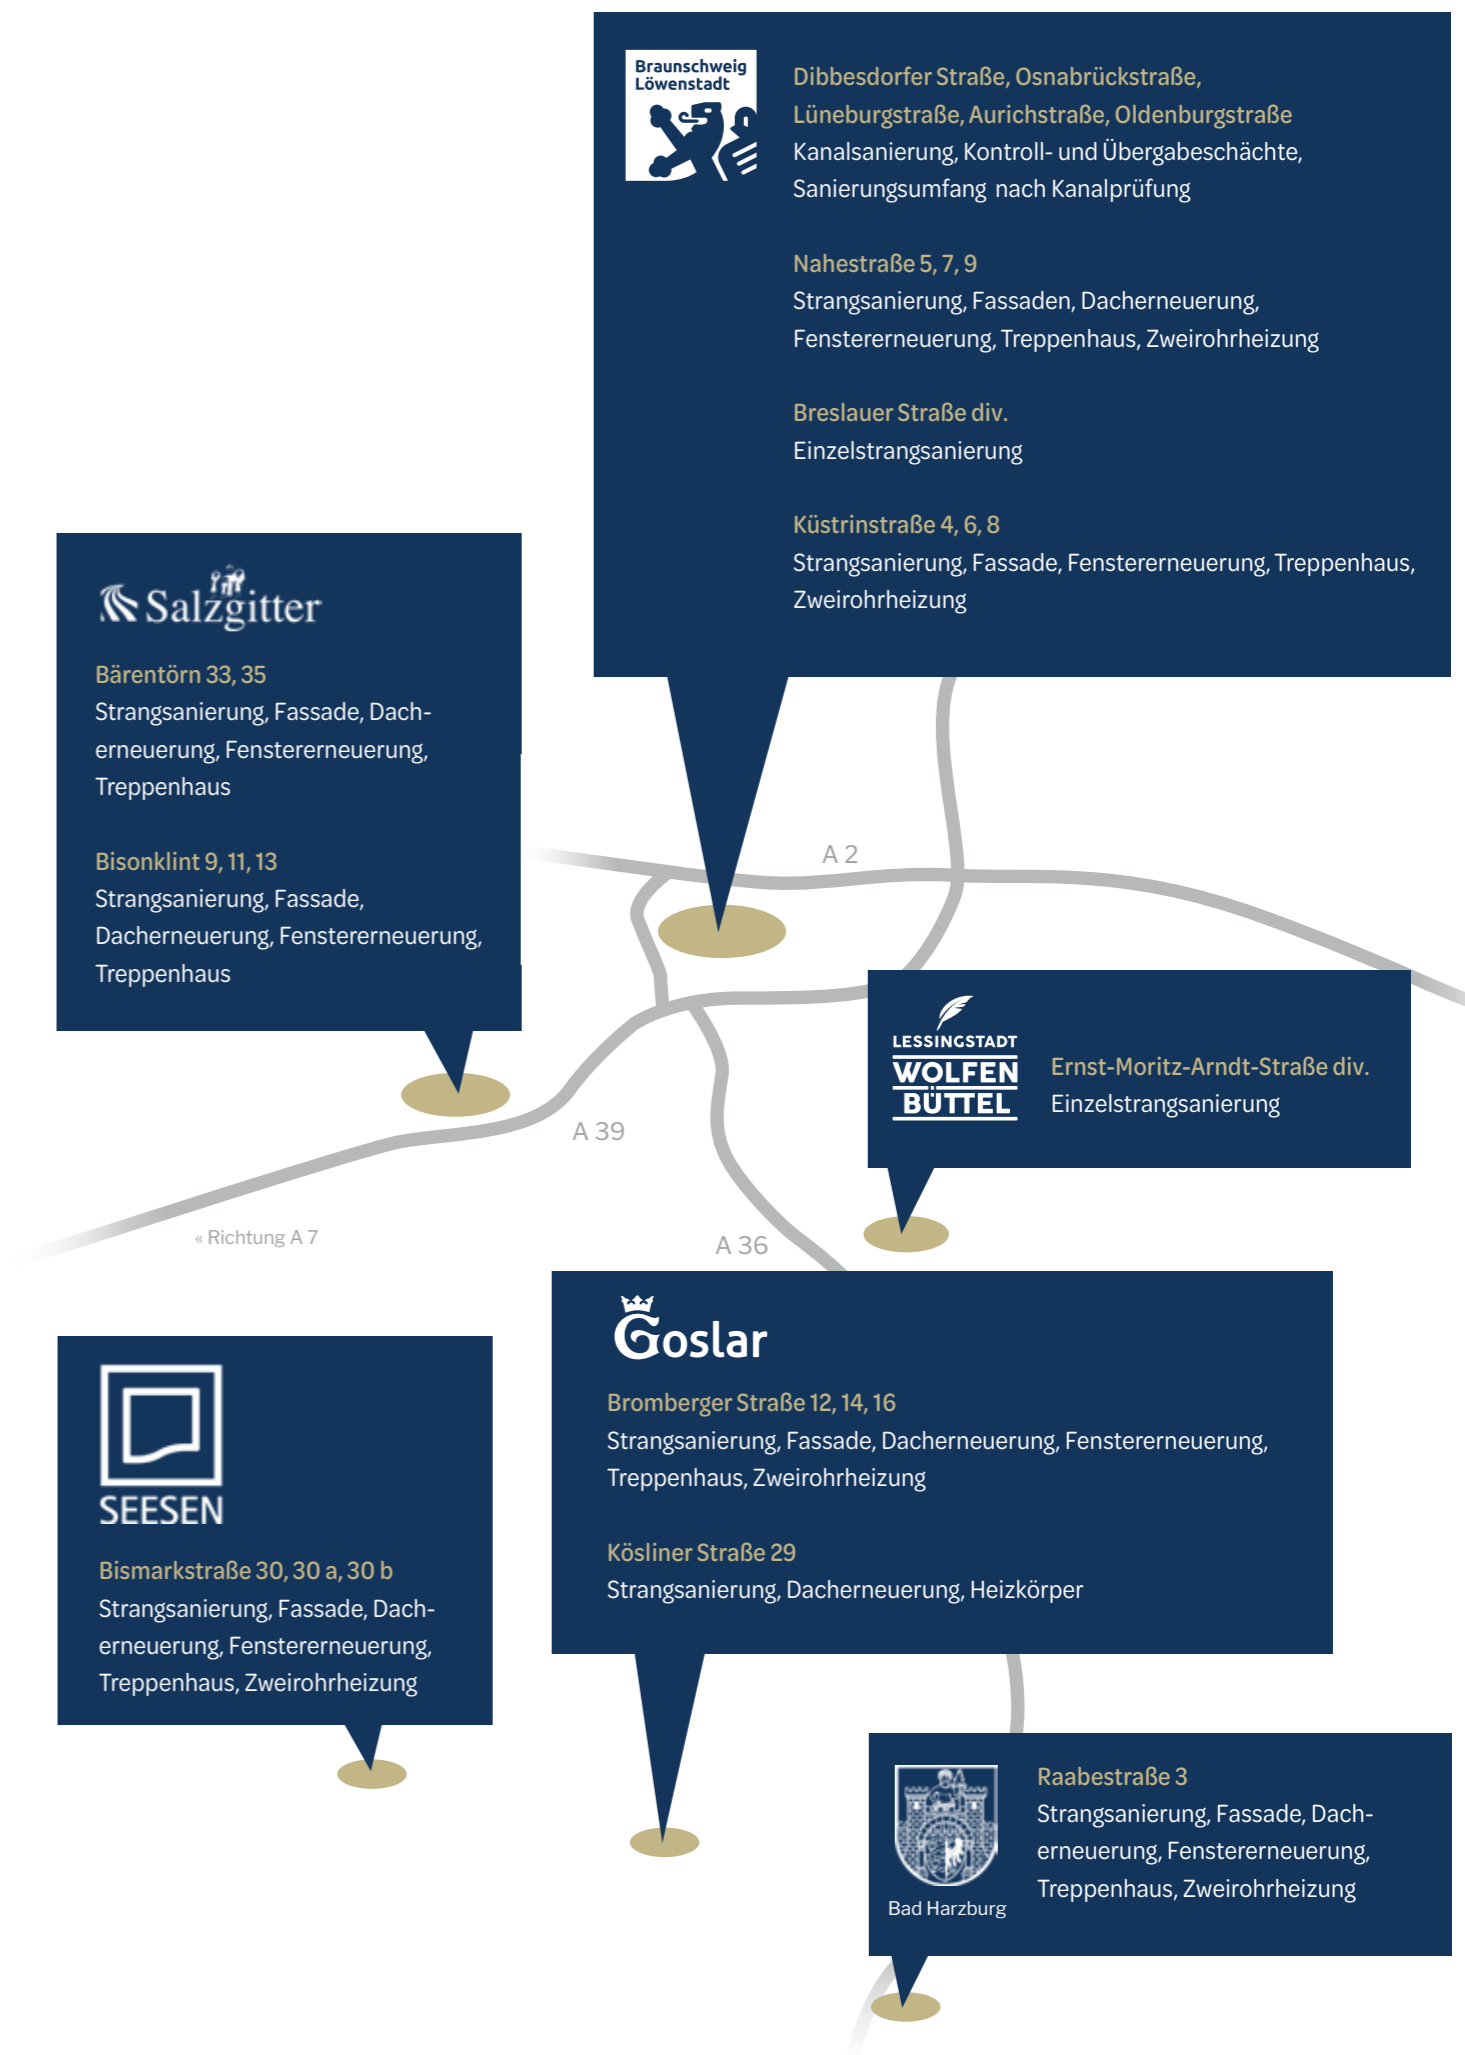 Braunschweig
Löwenstadt
Dibbesdorfer Straße, Osnabrückstraße,
Lüneburgstraße, Aurichstraße, Oldenburgstraße
Kanalsanierung, Kontroll- und Übergabeschächte,
Sanierungsumfang nach Kanalprüfung
Nahestraße 5, 7, 9
Strangsanierung, Fassaden, Dacherneuerung,
Fenstererneuerung, Treppenhaus, Zweirohrheizung
Breslauer Straße div.
Einzelstrangsanierung
Küstrinstraße 4, 6, 8
Strangsanierung, Fassade, Fenstererneuerung, Treppenhaus,
Zweirohrheizung
Salzgitter
Bärentörn 33, 35
Strangsanierung, Fassade, Dach-
erneuerung, Fenstererneuerung,
Treppenhaus
Bisonklint 9, 11, 13
Strangsanierung, Fassade,
Dacherneuerung, Fenstererneuerung,
Treppenhaus
A 2
LESSINGSTADT
WOLFEN
BÜTTEL
Ernst-Moritz-Arndt-Straße div.
Einzelstrangsanierung
A 39
« Richtung A 7
A 36
Goslar
Bromberger Straße 12, 14, 16
Strangsanierung, Fassade, Dacherneuerung, Fenstererneuerung,
Treppenhaus, Zweirohrheizung
Kösliner Straße 29
Strangsanierung, Dacherneuerung, Heizkörper
SEESEN
Bismarkstraße 30, 30 a, 30 b
Strangsanierung, Fassade, Dach-
erneuerung, Fenstererneuerung,
Treppenhaus, Zweirohrheizung
Bad Harzburg
Raabestraße 3
Strangsanierung, Fassade, Dach-
erneuerung, Fenstererneuerung,
Treppenhaus, Zweirohrheizung